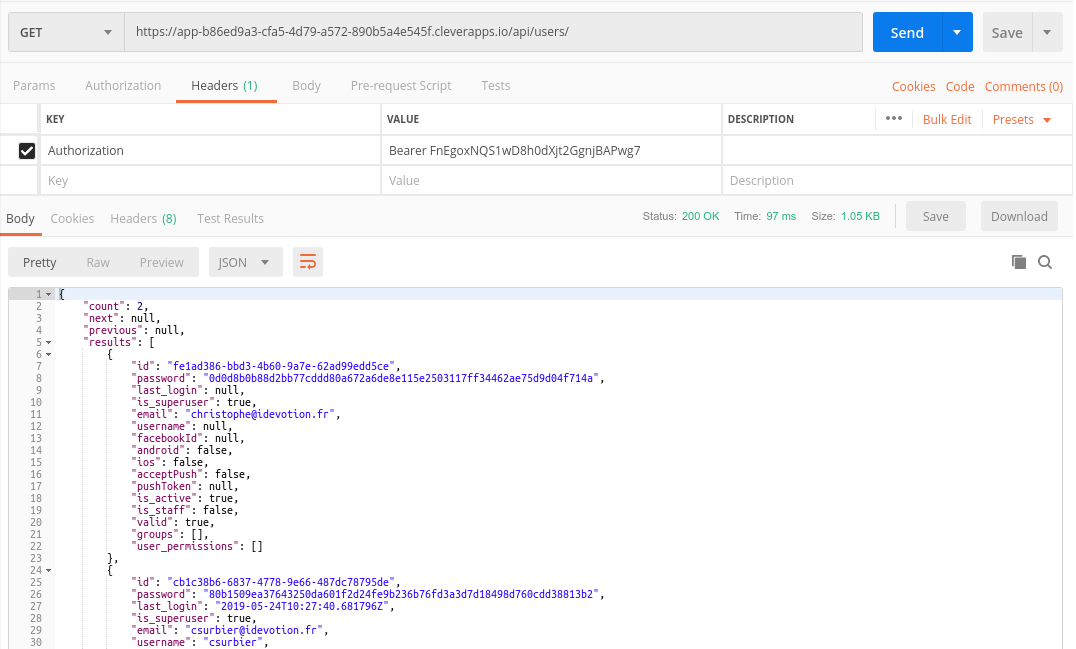 GET https://app-b86ed9a3-cfa5-4d79-a572-890b5a4e545f.cleverapps.io/api/users/ Send Save
Params Authorization Headers (1) Body Pre-request Script Tests Cookies Code Comments (0)
KEY VALUE DESCRIPTION ••• Bulk Edit Presets
Authorization Bearer FnEgoxNQS1wD8h0dXjt2GgnjBAPwg7
Key Value Description
Body Cookies Headers (8) Test Results Status: 200 OK Time: 97 ms Size: 1.05 KB Save Download
Pretty Raw Preview JSON
1 {
2 "count": 2,
3 "next": null,
4 "previous": null,
5 "results": [
6 {
7 "id": "fe1ad386-bbd3-4b60-9a7e-62ad99edd5ce",
8 "password": "0d0d8b0b88d2bb77cddd80a672a6de8e115e2503117ff34462ae75d9d04f714a",
9 "last_login": null,
10 "is_superuser": true,
11 "email": "christophe@idevotion.fr",
12 "username": null,
13 "facebookId": null,
14 "android": false,
15 "ios": false,
16 "acceptPush": false,
17 "pushToken": null,
18 "is_active": true,
19 "is_staff": false,
20 "valid": true,
21 "groups": [],
22 "user_permissions": []
23 },
24 {
25 "id": "cb1c38b6-6837-4778-9e66-487dc78795de",
26 "password": "80b1509ea37643250da601f2d24fe9b236b76fd3a3d7d18498d760cdd38813b2",
27 "last_login": "2019-05-24T10:27:40.681796Z",
28 "is_superuser": true,
29 "email": "csurbier@idevotion.fr",
30 "username": "csurbier",